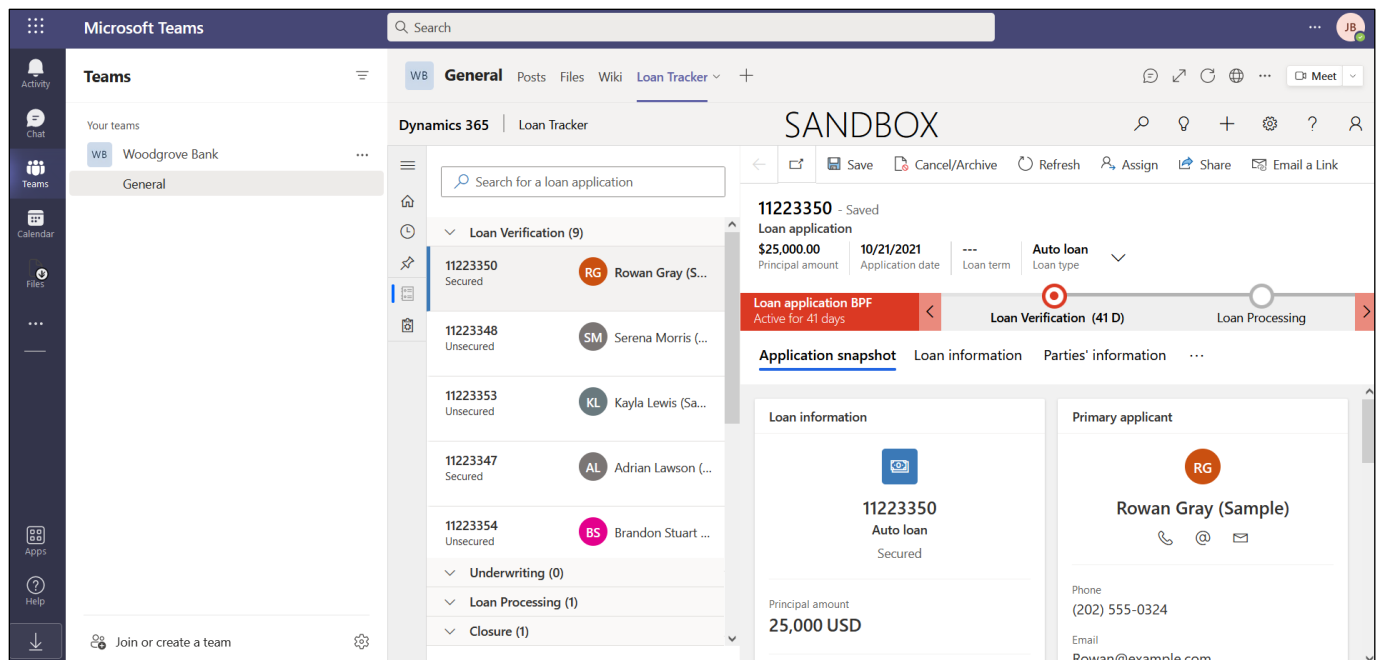 Microsoft Teams
Search
JB
Activity
Chat
Teams
Calendar
Files
Apps
Help
Teams
Your teams
WB Woodgrove Bank
General
Join or create a team
WB General Posts Files Wiki Loan Tracker
Meet
Dynamics 365 Loan Tracker SANDBOX
Search for a loan application
Loan Verification (9)
11223350
Secured
RG Rowan Gray (S...
11223348
Unsecured
SM Serena Morris (...
11223353
Unsecured
KL Kayla Lewis (Sa...
11223347
Secured
AL Adrian Lawson (...
11223354
Unsecured
BS Brandon Stuart ...
Underwriting (0)
Loan Processing (1)
Closure (1)
Save Cancel/Archive Refresh Assign Share Email a Link
11223350 - Saved
Loan application
$25,000.00 10/21/2021 --- Auto loan
Principal amount Application date Loan term Loan type
Loan application BPF
Active for 41 days
Loan Verification (41 D) Loan Processing
Application snapshot Loan information Parties' information
Loan information
11223350
Auto loan
Secured
Principal amount
25,000 USD
Primary applicant
RG
Rowan Gray (Sample)
Phone
(202) 555-0324
Email
Rowan@example.com